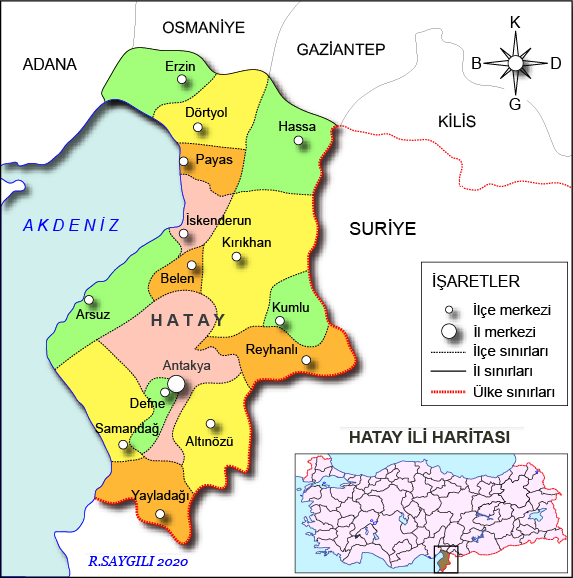 OSMANİYE
K
ADANA
GAZİANTEP
B
D
Erzin
G
Dörtyol
Hassa
KİLİS
Payas
AKDENİZ
İskenderun
SURİYE
Kırıkhan
Belen
İŞARETLER
İlçe merkezi
İl merkezi
İlçe sınırları
İl sınırları
Ülke sınırları
Arsuz
Kumlu
HATAY
Reyhanlı
Antakya
Defne
Samandağ
Altınözü
HATAY İLİ HARİTASI
Yayladağı
R.SAYGILI 2020